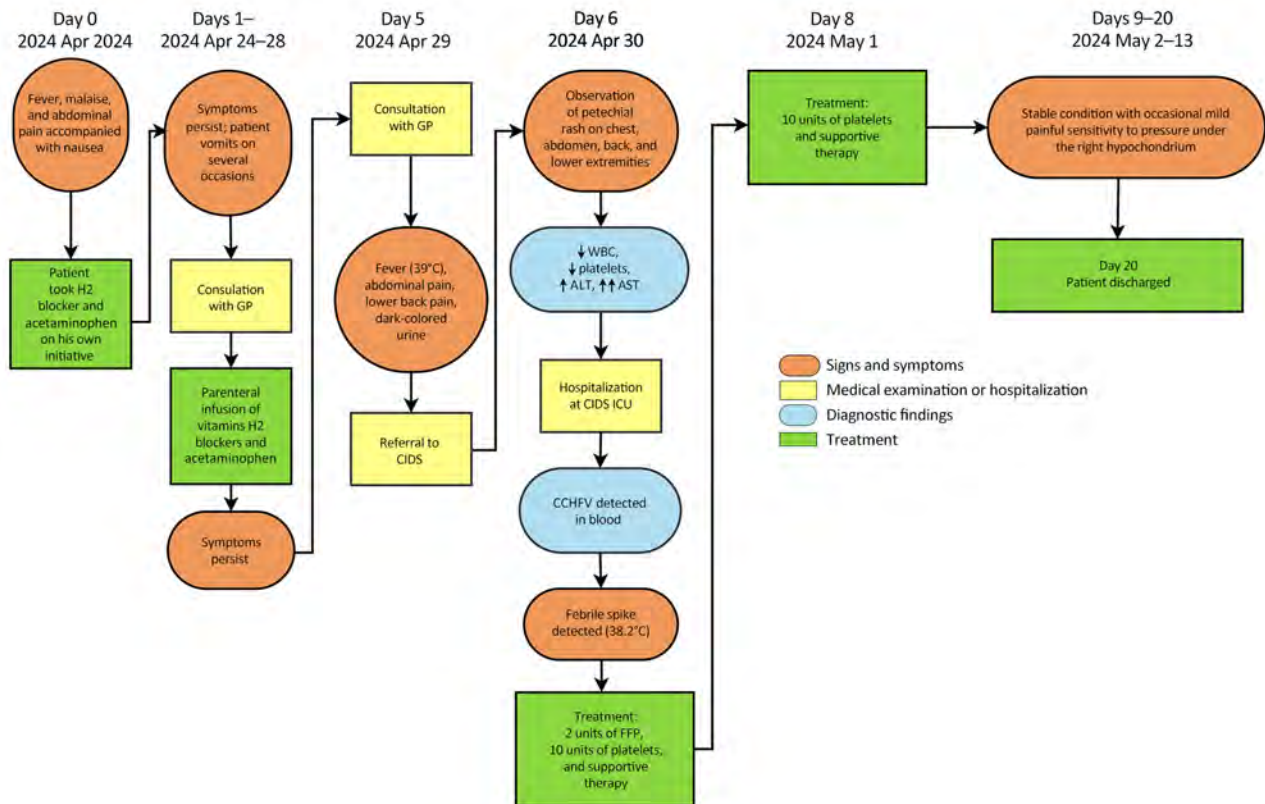 Day 0
2024 Apr 2024
Fever, malaise,
and abdominal
pain accompanied
with nausea
Patient
took H2
blocker and
acetaminophen
on his own
initiative
Days 1–
2024 Apr 24–28
Symptoms
persist; patient
vomits on
several
occasions
Consulation
with GP
Parenteral
infusion of
vitamins H2
blockers and
acetaminophen
Symptoms
persist
Day 5
2024 Apr 29
Consultation
with GP
Fever (39°C),
abdominal pain,
lower back pain,
dark-colored
urine
Referral to
CIDS
Day 6
2024 Apr 30
Observation
of petechial
rash on chest,
abdomen, back, and
lower extremities
↓ WBC,
↓ platelets,
↑ ALT, ↑↑ AST
Hospitalization
at CIDS ICU
CCHFV detected
in blood
Febrile spike
detected (38.2°C)
Treatment:
2 units of FFP,
10 units of platelets,
and supportive
therapy
Day 8
2024 May 1
Treatment:
10 units of platelets
and supportive
therapy
Days 9–20
2024 May 2–13
Stable condition with occasional mild
painful sensitivity to pressure under
the right hypochondrium
Day 20
Patient discharged
Signs and symptoms
Medical examination or hospitalization
Diagnostic findings
Treatment